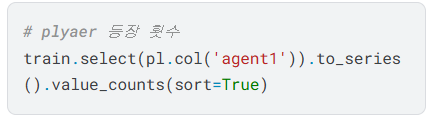 # plyaer 등장 횟수
train.select(pl.col('agent1')).to_series
().value_counts(sort=True)